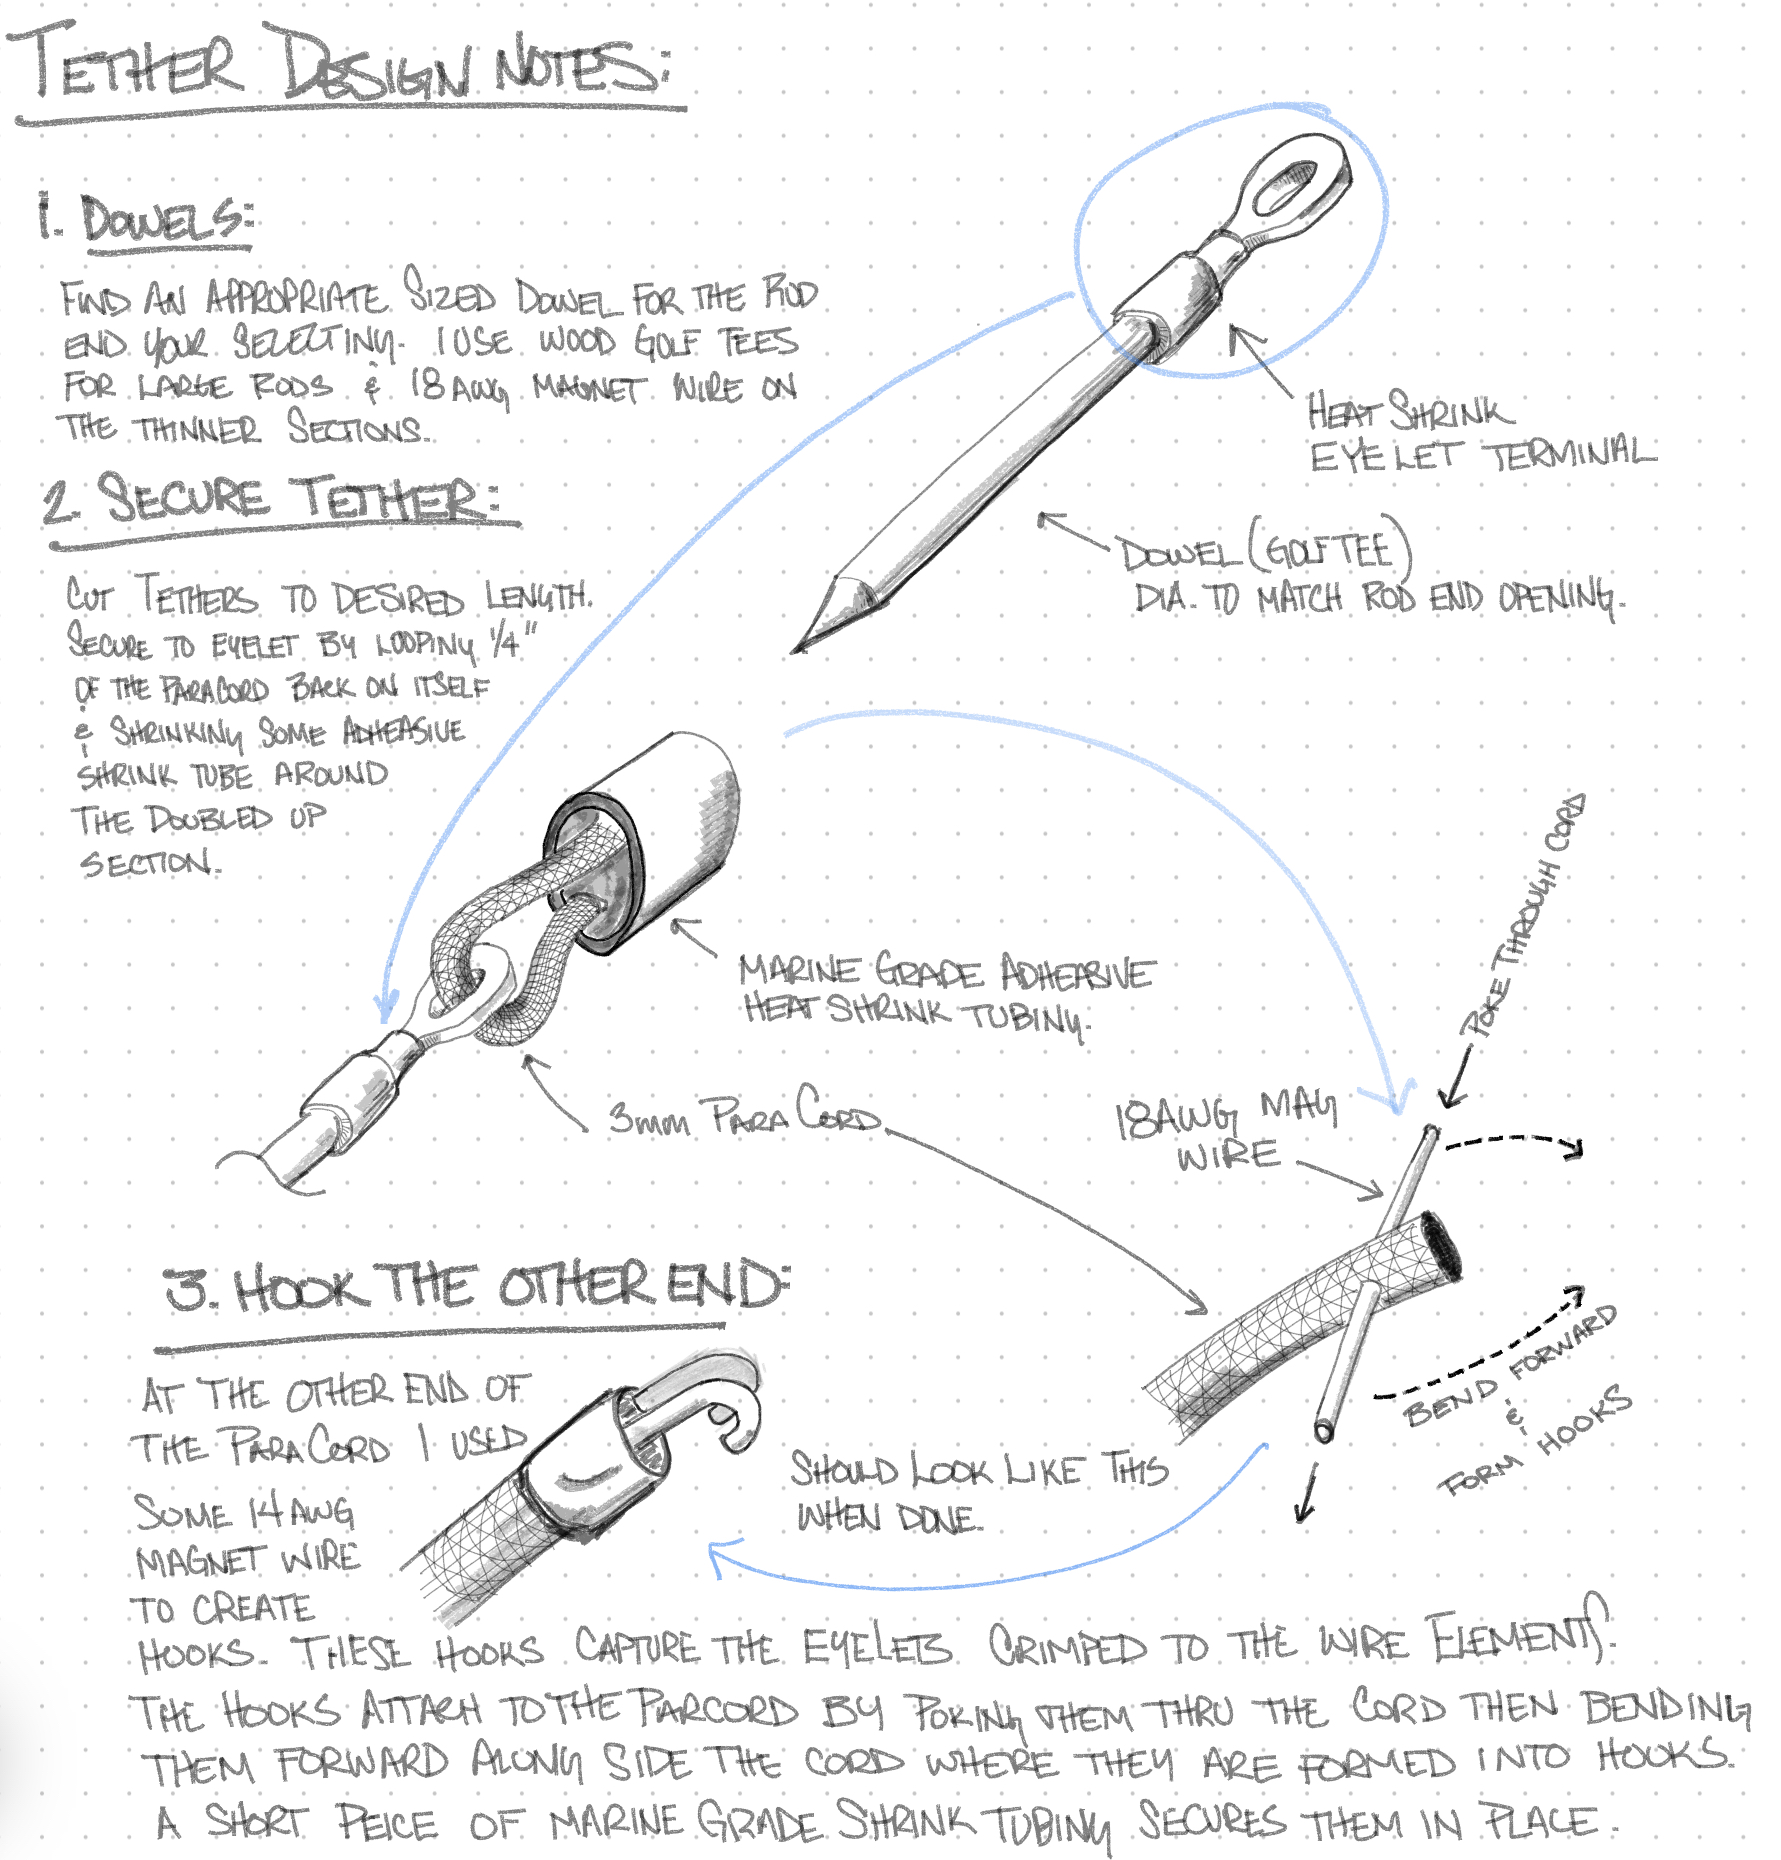 TETHER DESIGN NOTES:
1. DOWELS:
FIND AN APPROPRIATE SIZED DOWEL FOR THE ROD
END YOUR SELECTING. I USE WOOD GOLF TEES
FOR LARGE RODS & 18 AWG MAGNET WIRE ON
THE THINNER SECTIONS.
HEAT SHRINK
EYELET TERMINAL
DOWEL (GOLF TEE)
DIA. TO MATCH ROD END OPENING.
2. SECURE TETHER:
CUT TETHERS TO DESIRED LENGTH.
SECURE TO EYELET BY LOOPING 1/4"
OF THE PARACORD BACK ON ITSELF
& SHRINKING SOME ADHEASIVE
SHRINK TUBE AROUND
THE DOUBLED UP
SECTION.
MARINE GRADE ADHEASIVE
HEAT SHRINK TUBING.
3mm PARA CORD
POKE THROUGH CORD
18AWG MAG
WIRE
BEND FORWARD
&
FORM HOOKS
3. HOOK THE OTHER END:
AT THE OTHER END OF
THE PARA CORD I USED
SOME 14 AWG
MAGNET WIRE
TO CREATE
HOOKS. THESE HOOKS CAPTURE THE EYELETS CRIMPED TO THE WIRE ELEMENTS.
THE HOOKS ATTACH TO THE PARCORD BY POKING THEM THRU THE CORD THEN BENDING
THEM FORWARD ALONG SIDE THE CORD WHERE THEY ARE FORMED INTO HOOKS.
A SHORT PEICE OF MARINE GRADE SHRINK TUBING SECURES THEM IN PLACE.
SHOULD LOOK LIKE THIS
WHEN DONE.